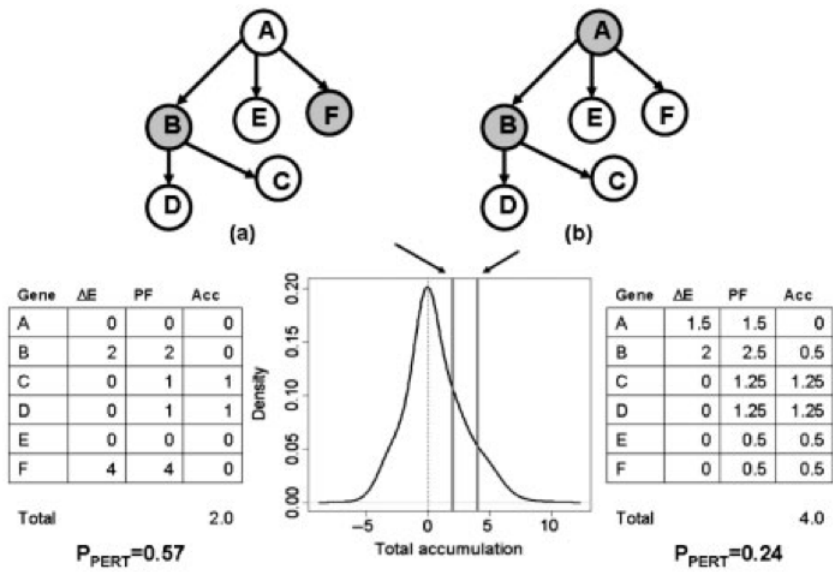 A
A
B
E
F
B
E
F
D
C
D
C
(a)
(b)
Gene ΔE PF Acc
A 0 0 0
B 2 2 0
C 0 1 1
D 0 1 1
E 0 0 0
F 4 4 0
Total 2.0
P_PERT=0.57
Density
0.20
0.15
0.10
0.05
0.00
−5 0 5 10
Total accumulation
Gene ΔE PF Acc
A 1.5 1.5 0
B 2 2.5 0.5
C 0 1.25 1.25
D 0 1.25 1.25
E 0 0.5 0.5
F 0 0.5 0.5
Total 4.0
P_PERT=0.24